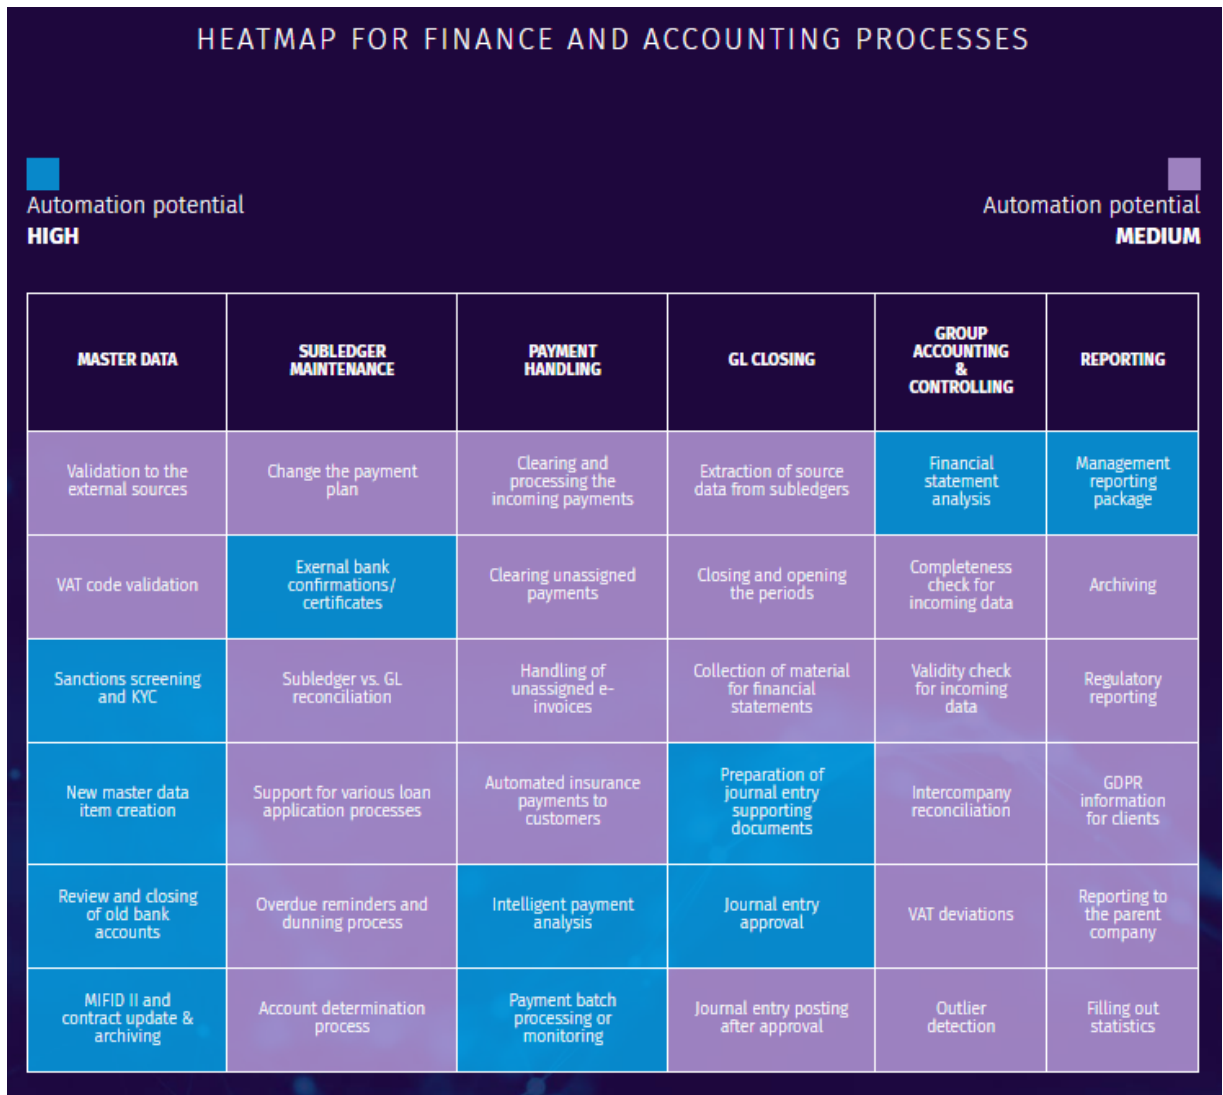 HEATMAP FOR FINANCE AND ACCOUNTING PROCESSES
Automation potential
HIGH
Automation potential
MEDIUM
MASTER DATA
SUBLEDGER
MAINTENANCE
PAYMENT
HANDLING
GL CLOSING
GROUP
ACCOUNTING
&
CONTROLLING
REPORTING
Validation to the
external sources
Change the payment
plan
Clearing and
processing the
incoming payments
Extraction of source
data from subledgers
Financial
statement
analysis
Management
reporting
package
VAT code validation
Exernal bank
confirmations/
certificates
Clearing unassigned
payments
Closing and opening
the periods
Completeness
check for
incoming data
Archiving
Sanctions screening
and KYC
Subledger vs. GL
reconciliation
Handling of
unassigned e-
invoices
Collection of material
for financial
statements
Validity check
for incoming
data
Regulatory
reporting
New master data
item creation
Support for various loan
application processes
Automated insurance
payments to
customers
Preparation of
journal entry
supporting
documents
Intercompany
reconciliation
GDPR
information
for clients
Review and closing
of old bank
accounts
Overdue reminders and
dunning process
Intelligent payment
analysis
Journal entry
approval
VAT deviations
Reporting to
the parent
company
MIFID II and
contract update &
archiving
Account determination
process
Payment batch
processing or
monitoring
Journal entry posting
after approval
Outlier
detection
Filling out
statistics